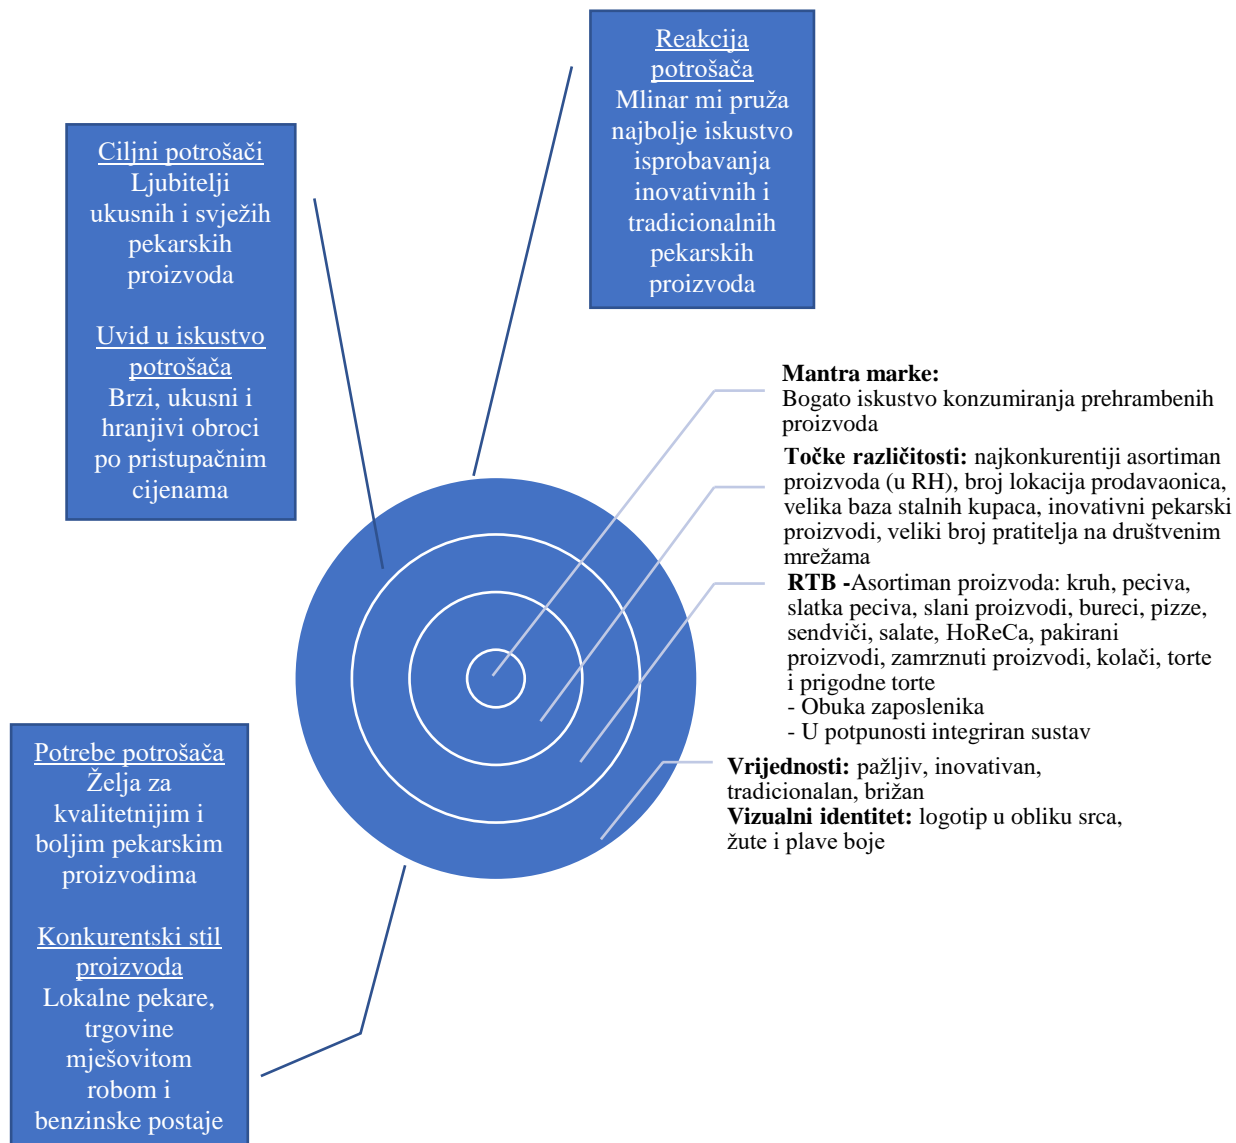 Reakcija
potrošača
Mlinar mi pruža
najbolje iskustvo
isprobavanja
inovativnih i
tradicionalnih
pekarskih
proizvoda
Ciljni potrošači
Ljubitelji
ukusnih i svježih
pekarskih
proizvoda
Uvid u iskustvo
potrošača
Brzi, ukusni i
hranjivi obroci
po pristupačnim
cijenama
Mantra marke:
Bogato iskustvo konzumiranja prehrambenih
proizvoda
Točke različitosti: najkonkurentiji asortiman
proizvoda (u RH), broj lokacija prodavaonica,
velika baza stalnih kupaca, inovativni pekarski
proizvodi, veliki broj pratitelja na društvenim
mrežama
RTB -Asortiman proizvoda: kruh, peciva,
slatka peciva, slani proizvodi, bureci, pizze,
sendviči, salate, HoReCa, pakirani
proizvodi, zamrznuti proizvodi, kolači, torte
i prigodne torte
- Obuka zaposlenika
- U potpunosti integriran sustav
Vrijednosti: pažljiv, inovativan,
tradicionalan, brižan
Vizualni identitet: logotip u obliku srca,
žute i plave boje
Potrebe potrošača
Želja za
kvalitetnijim i
boljim pekarskim
proizvodima
Konkurentski stil
proizvoda
Lokalne pekare,
trgovine
mješovitom
robom i
benzinske postaje